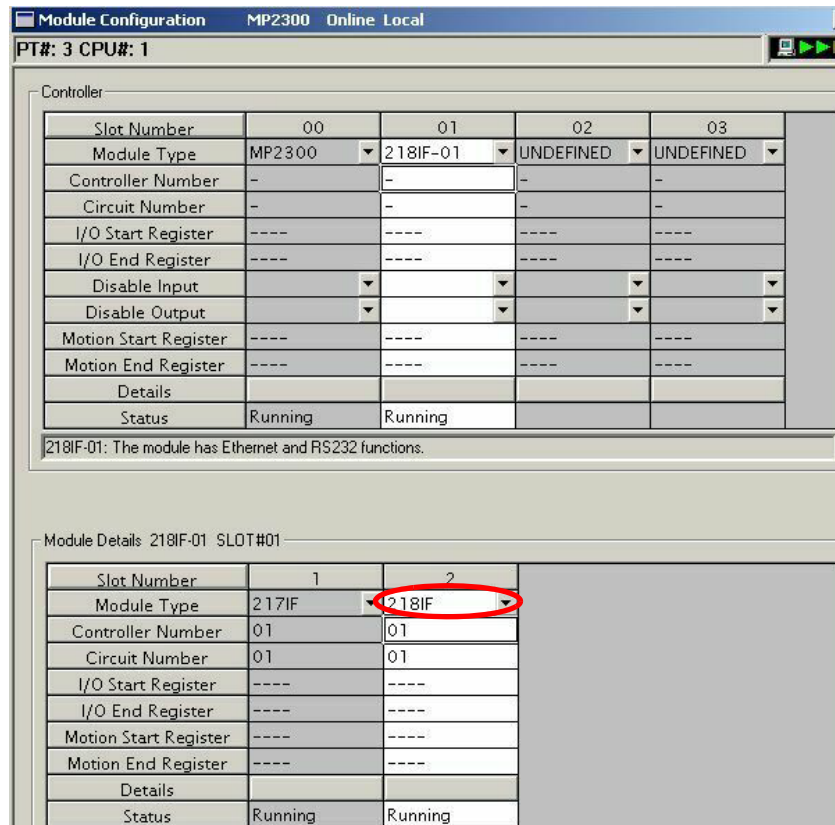 Module Configuration MP2300 Online Local
PT#: 3 CPU#: 1
Controller
Slot Number 00 01 02 03
Module Type MP2300 218IF-01 UNDEFINED UNDEFINED
Controller Number - - - -
Circuit Number - - - -
I/O Start Register ---- ---- ---- ----
I/O End Register ---- ---- ---- ----
Disable Input
Disable Output
Motion Start Register ---- ---- ---- ----
Motion End Register ---- ---- ---- ----
Details
Status Running Running
218IF-01: The module has Ethernet and RS232 functions.
Module Details 218IF-01 SLOT#01
Slot Number 1 2
Module Type 217IF 218IF
Controller Number 01 01
Circuit Number 01 01
I/O Start Register ---- ----
I/O End Register ---- ----
Motion Start Register ---- ----
Motion End Register ---- ----
Details
Status Running Running